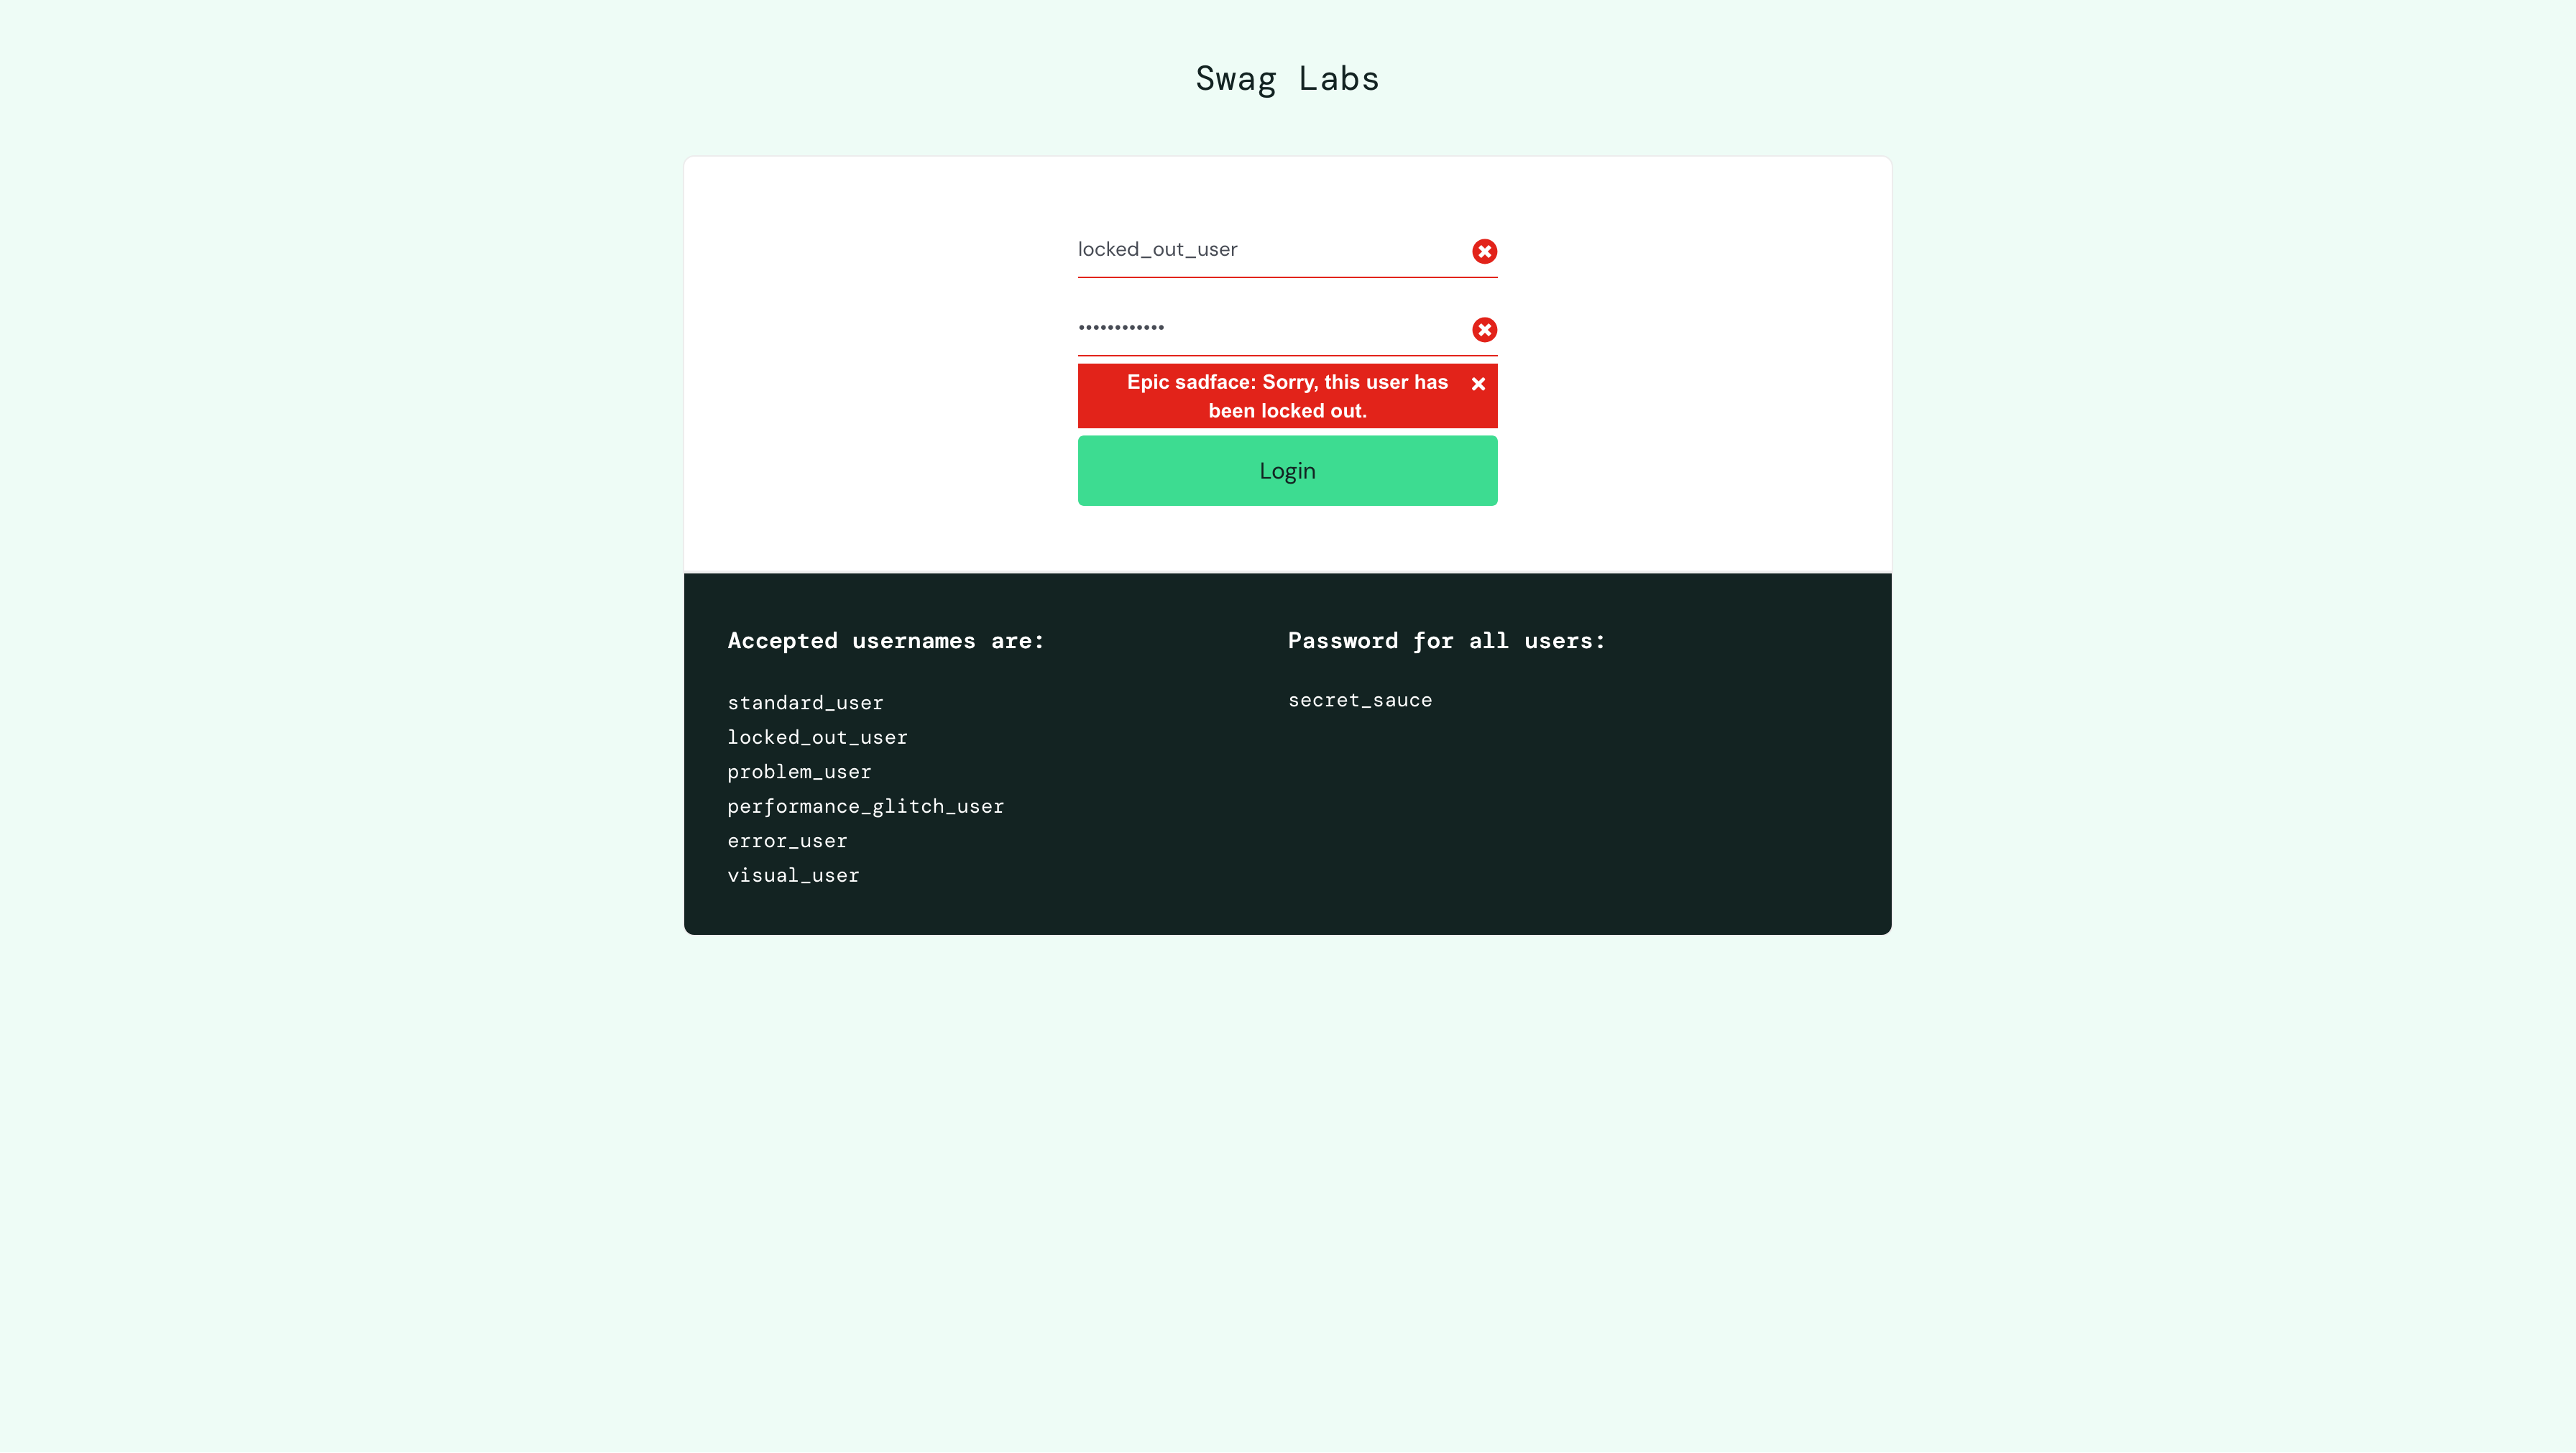 Swag Labs
locked_out_user
••••••••••••
Epic sadface: Sorry, this user has
been locked out.
Login
Accepted usernames are:
standard_user
locked_out_user
problem_user
performance_glitch_user
error_user
visual_user
Password for all users:
secret_sauce